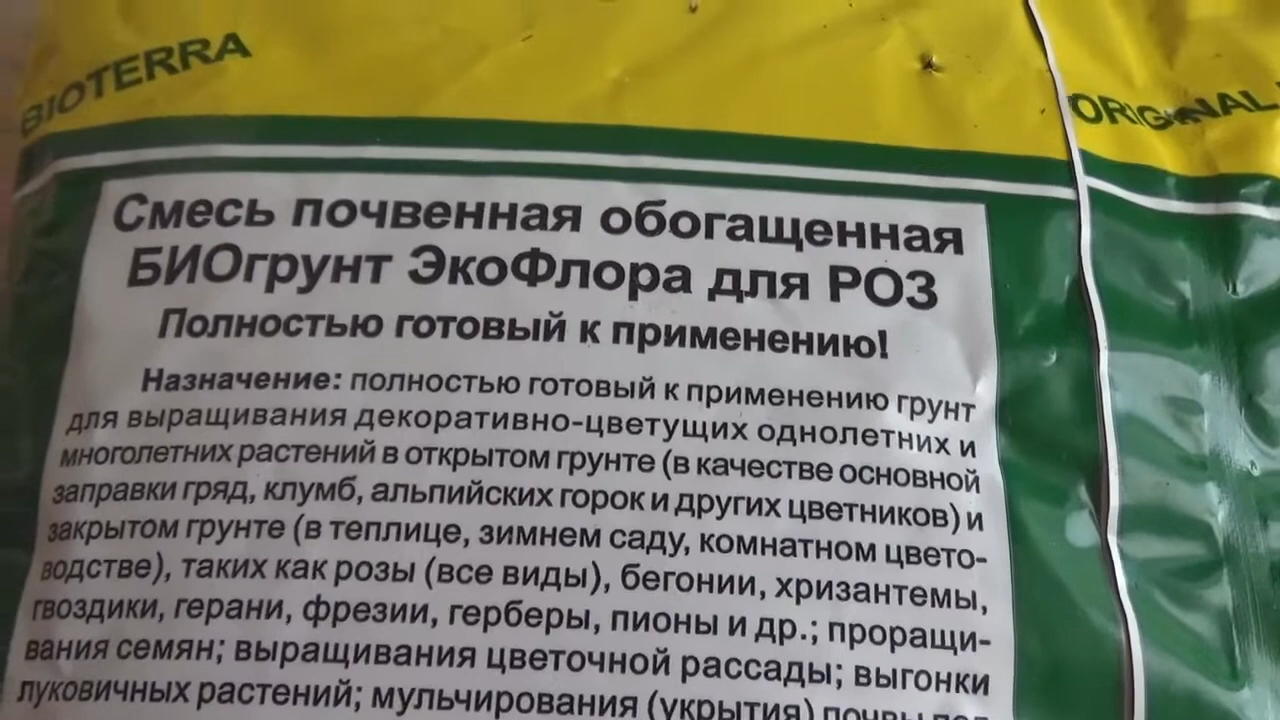 BIOTERRA
ORIGINAL
Смесь почвенная обогащенная
БИОгрунт ЭкоФлора для РОЗ
Полностью готовый к применению!
Назначение: полностью готовый к применению грунт
для выращивания декоративно-цветущих однолетних и
многолетних растений в открытом грунте (в качестве основной
заправки гряд, клумб, альпийских горок и других цветников) и
закрытом грунте (в теплице, зимнем саду, комнатном цвето-
водстве), таких как розы (все виды), бегонии, хризантемы,
гвоздики, герани, фрезии, герберы, пионы и др.; проращи-
вания семян; выращивания цветочной рассады; выгонки
луковичных растений; мульчирования (укрытия) почвы под